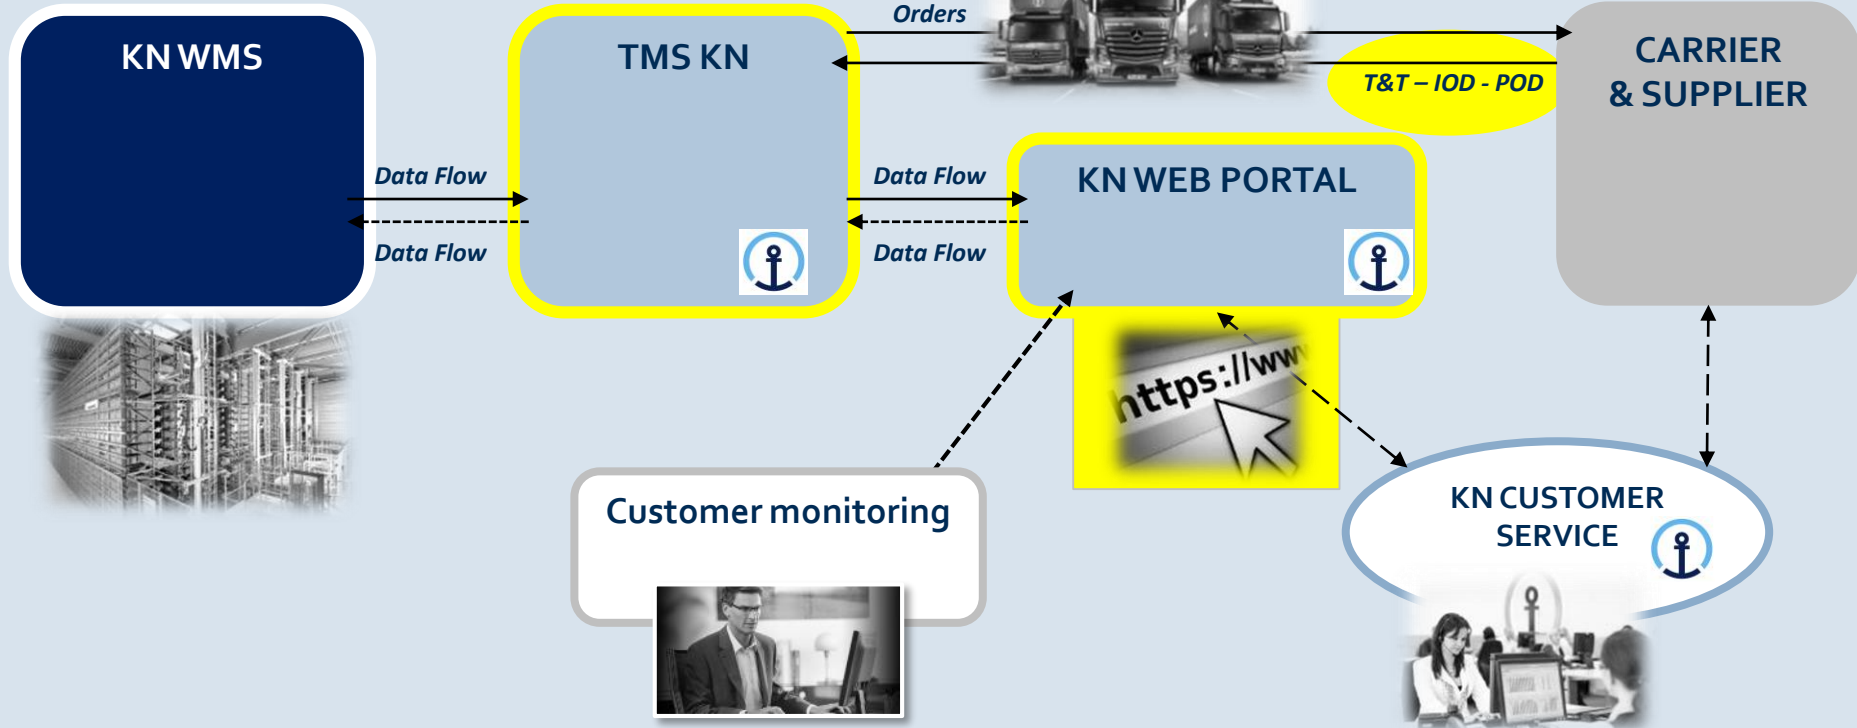 Orders
KN WMS
TMS KN
CARRIER
& SUPPLIER
T&T – IOD - POD
Data Flow
Data Flow
KN WEB PORTAL
Data Flow
Data Flow
https://www
Customer monitoring
KN CUSTOMER
SERVICE